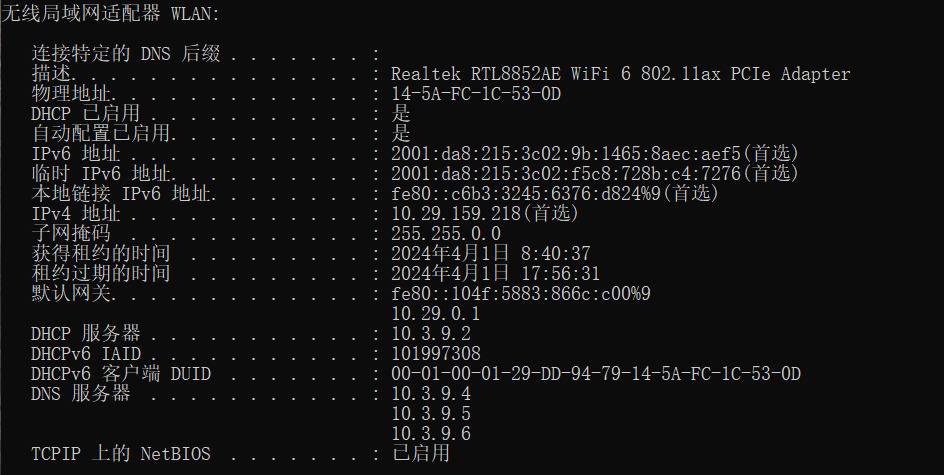 无线局域网适配器 WLAN:
连接特定的 DNS 后缀 . . . . . . . :
描述. . . . . . . . . . . . . . . : Realtek RTL8852AE WiFi 6 802.11ax PCIe Adapter
物理地址. . . . . . . . . . . . . : 14-5A-FC-1C-53-0D
DHCP 已启用 . . . . . . . . . . . : 是
自动配置已启用. . . . . . . . . . : 是
IPv6 地址 . . . . . . . . . . . . : 2001:da8:215:3c02:9b:1465:8aec:aef5(首选)
临时 IPv6 地址. . . . . . . . . . : 2001:da8:215:3c02:f5c8:728b:c4:7276(首选)
本地链接 IPv6 地址. . . . . . . . : fe80::c6b3:3245:6376:d824%9(首选)
IPv4 地址 . . . . . . . . . . . . : 10.29.159.218(首选)
子网掩码 . . . . . . . . . . . . : 255.255.0.0
获得租约的时间 . . . . . . . . . : 2024年4月1日 8:40:37
租约过期的时间 . . . . . . . . . : 2024年4月1日 17:56:31
默认网关. . . . . . . . . . . . . : fe80::104f:5883:866c:c00%9
10.29.0.1
DHCP 服务器 . . . . . . . . . . . : 10.3.9.2
DHCPv6 IAID . . . . . . . . . . . : 101997308
DHCPv6 客户端 DUID . . . . . . . : 00-01-00-01-29-DD-94-79-14-5A-FC-1C-53-0D
DNS 服务器 . . . . . . . . . . . : 10.3.9.4
10.3.9.5
10.3.9.6
TCPIP 上的 NetBIOS . . . . . . . : 已启用